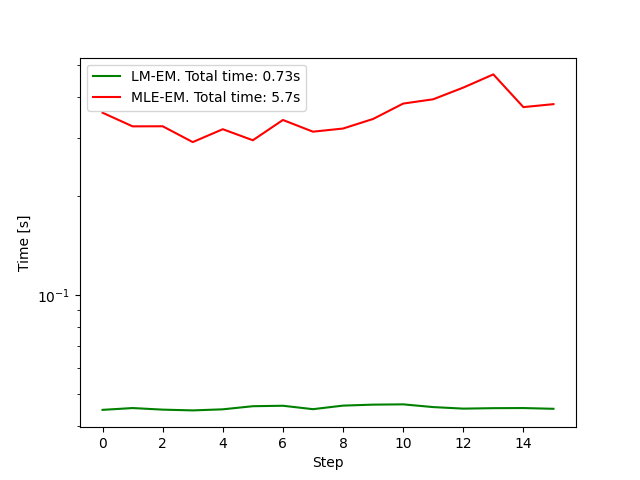 LM-EM. Total time: 0.73s
MLE-EM. Total time: 5.7s
Time [s]
10⁻¹
0 2 4 6 8 10 12 14
Step